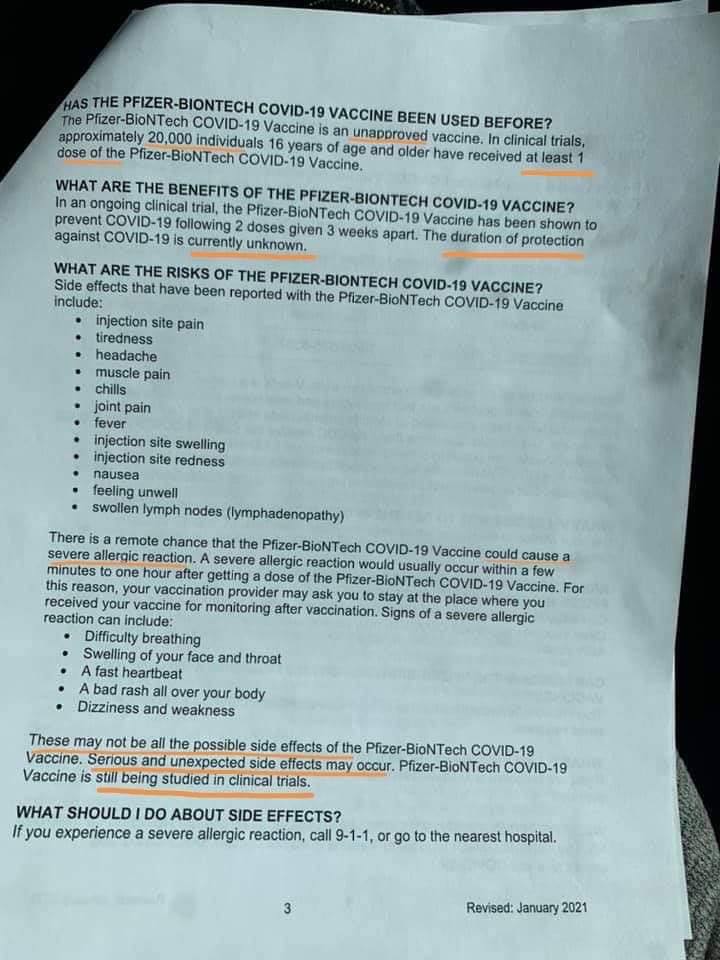 HAS THE PFIZER-BIONTECH COVID-19 VACCINE BEEN USED BEFORE?
The Pfizer-BioNTech COVID-19 Vaccine is an unapproved vaccine. In clinical trials,
approximately 20,000 individuals 16 years of age and older have received at least 1
dose of the Pfizer-BioNTech COVID-19 Vaccine.
WHAT ARE THE BENEFITS OF THE PFIZER-BIONTECH COVID-19 VACCINE?
In an ongoing clinical trial, the Pfizer-BioNTech COVID-19 Vaccine has been shown to
prevent COVID-19 following 2 doses given 3 weeks apart. The duration of protection
against COVID-19 is currently unknown.
WHAT ARE THE RISKS OF THE PFIZER-BIONTECH COVID-19 VACCINE?
Side effects that have been reported with the Pfizer-BioNTech COVID-19 Vaccine
include:
• injection site pain
• tiredness
• headache
• muscle pain
• chills
• joint pain
• fever
• injection site swelling
• injection site redness
• nausea
• feeling unwell
• swollen lymph nodes (lymphadenopathy)
There is a remote chance that the Pfizer-BioNTech COVID-19 Vaccine could cause a
severe allergic reaction. A severe allergic reaction would usually occur within a few
minutes to one hour after getting a dose of the Pfizer-BioNTech COVID-19 Vaccine. For
this reason, your vaccination provider may ask you to stay at the place where you
received your vaccine for monitoring after vaccination. Signs of a severe allergic
reaction can include:
• Difficulty breathing
• Swelling of your face and throat
• A fast heartbeat
• A bad rash all over your body
• Dizziness and weakness
These may not be all the possible side effects of the Pfizer-BioNTech COVID-19
Vaccine. Serious and unexpected side effects may occur. Pfizer-BioNTech COVID-19
Vaccine is still being studied in clinical trials.
WHAT SHOULD I DO ABOUT SIDE EFFECTS?
If you experience a severe allergic reaction, call 9-1-1, or go to the nearest hospital.
3
Revised: January 2021